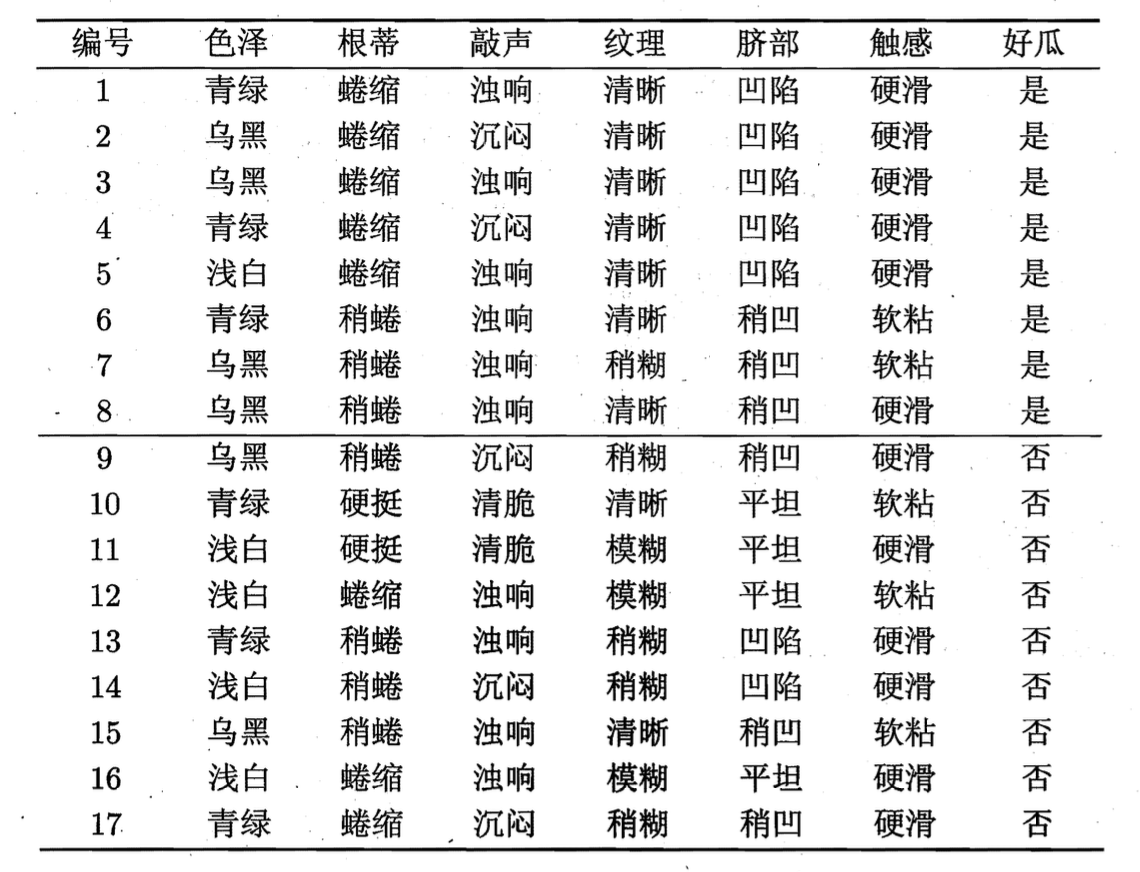 编号 色泽 根蒂 敲声 纹理 脐部 触感 好瓜
1 青绿 蜷缩 浊响 清晰 凹陷 硬滑 是
2 乌黑 蜷缩 沉闷 清晰 凹陷 硬滑 是
3 乌黑 蜷缩 浊响 清晰 凹陷 硬滑 是
4 青绿 蜷缩 沉闷 清晰 凹陷 硬滑 是
5 浅白 蜷缩 浊响 清晰 凹陷 硬滑 是
6 青绿 稍蜷 浊响 清晰 稍凹 软粘 是
7 乌黑 稍蜷 浊响 稍糊 稍凹 软粘 是
8 乌黑 稍蜷 浊响 清晰 稍凹 硬滑 是
9 乌黑 稍蜷 沉闷 稍糊 稍凹 硬滑 否
10 青绿 硬挺 清脆 清晰 平坦 软粘 否
11 浅白 硬挺 清脆 模糊 平坦 硬滑 否
12 浅白 蜷缩 浊响 模糊 平坦 软粘 否
13 青绿 稍蜷 浊响 稍糊 凹陷 硬滑 否
14 浅白 稍蜷 沉闷 稍糊 凹陷 硬滑 否
15 乌黑 稍蜷 浊响 清晰 稍凹 软粘 否
16 浅白 蜷缩 浊响 模糊 平坦 硬滑 否
17 青绿 蜷缩 沉闷 稍糊 稍凹 硬滑 否